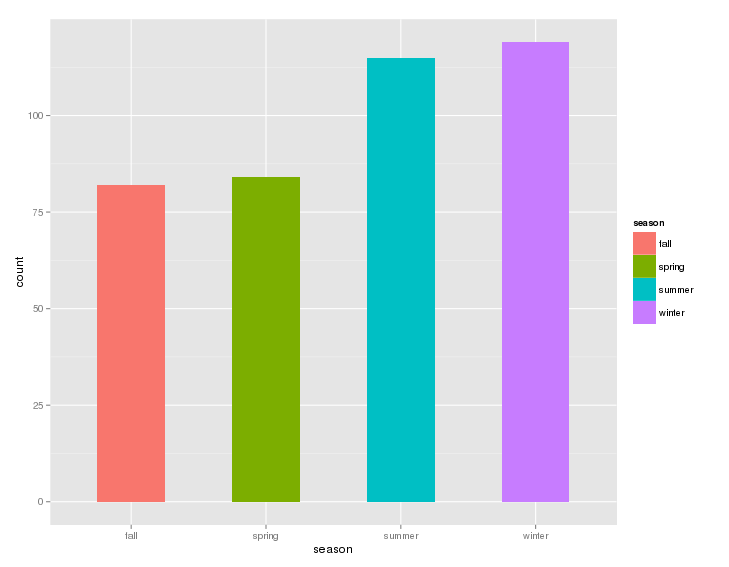 100
75
50
25
0
count
fall
spring
summer
winter
season
season
fall
spring
summer
winter